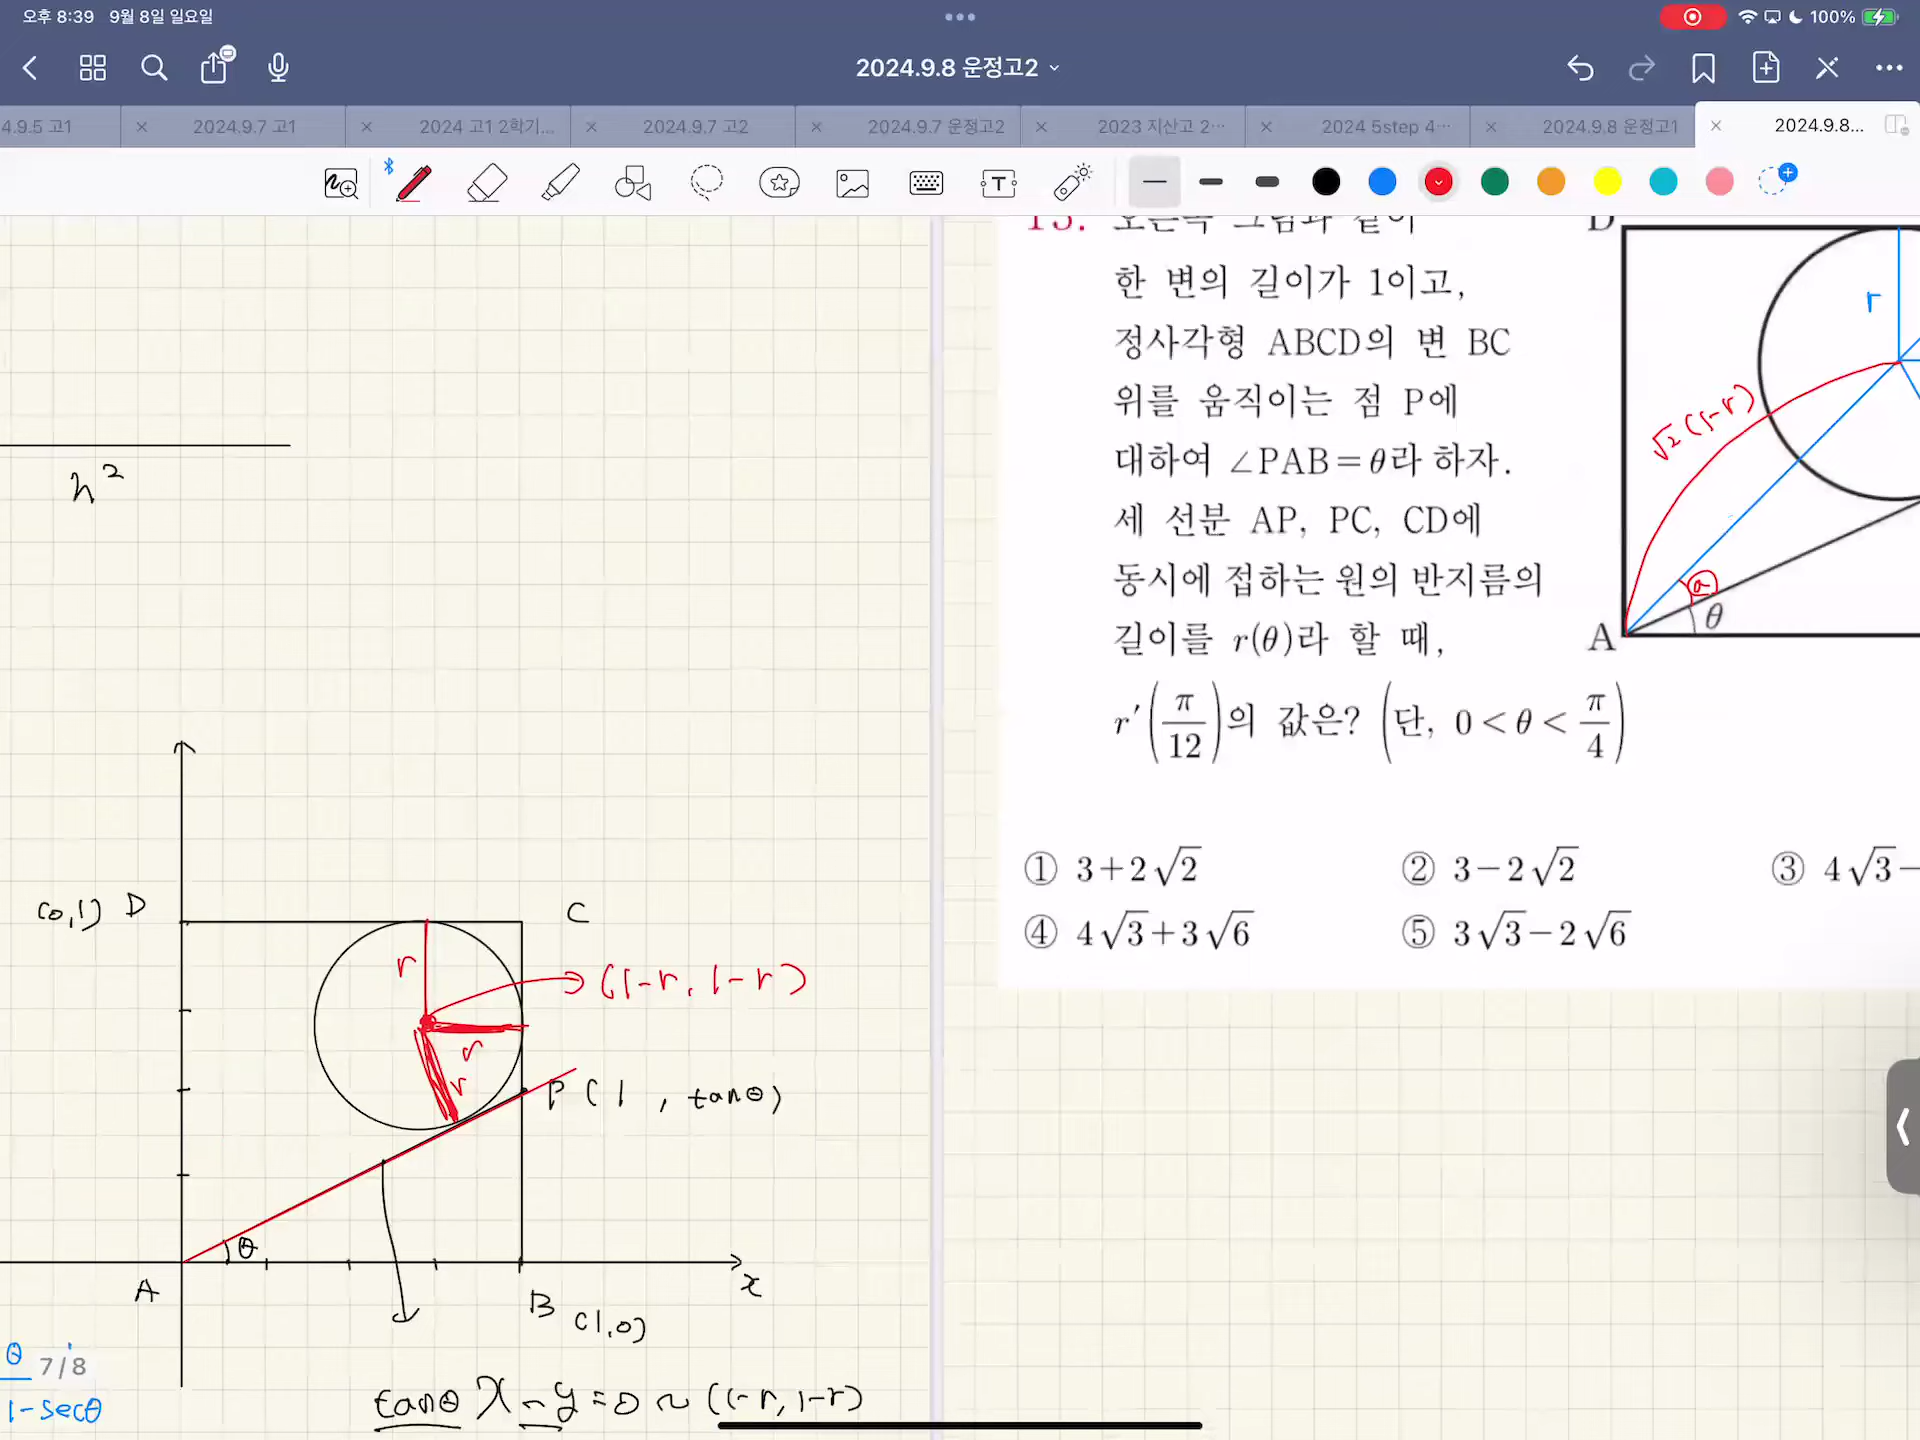 오후 8:39 9월 8일 일요일
100%
2024.9.8 운정고2
4.9.5 고1
2024.9.7 고1
2024 고1 2학기...
2024.9.7 고2
2024.9.7 운정고2
2023 지산고 2...
2024 5step 4...
2024.9.8 운정고1
2024.9.8...
T
h²
(0,1) D
C
r
(1-r, 1-r)
r
r
P (1, tanθ)
θ
A
x
B
(1,0)
θ
7/8
1-secθ
tanθ x - y = 0 ~ (1-r, 1-r)
한 변의 길이가 1이고,
정사각형 ABCD의 변 BC
위를 움직이는 점 P에
대하여 ∠PAB=θ라 하자.
세 선분 AP, PC, CD에
동시에 접하는 원의 반지름의
길이를 r(θ)라 할 때,
r′(π/12)의 값은? (단, 0<θ<π/4)
D
r
√2(1-r)
a
θ
A
① 3+2√2
② 3-2√2
③ 4√3-
④ 4√3+3√6
⑤ 3√3-2√6